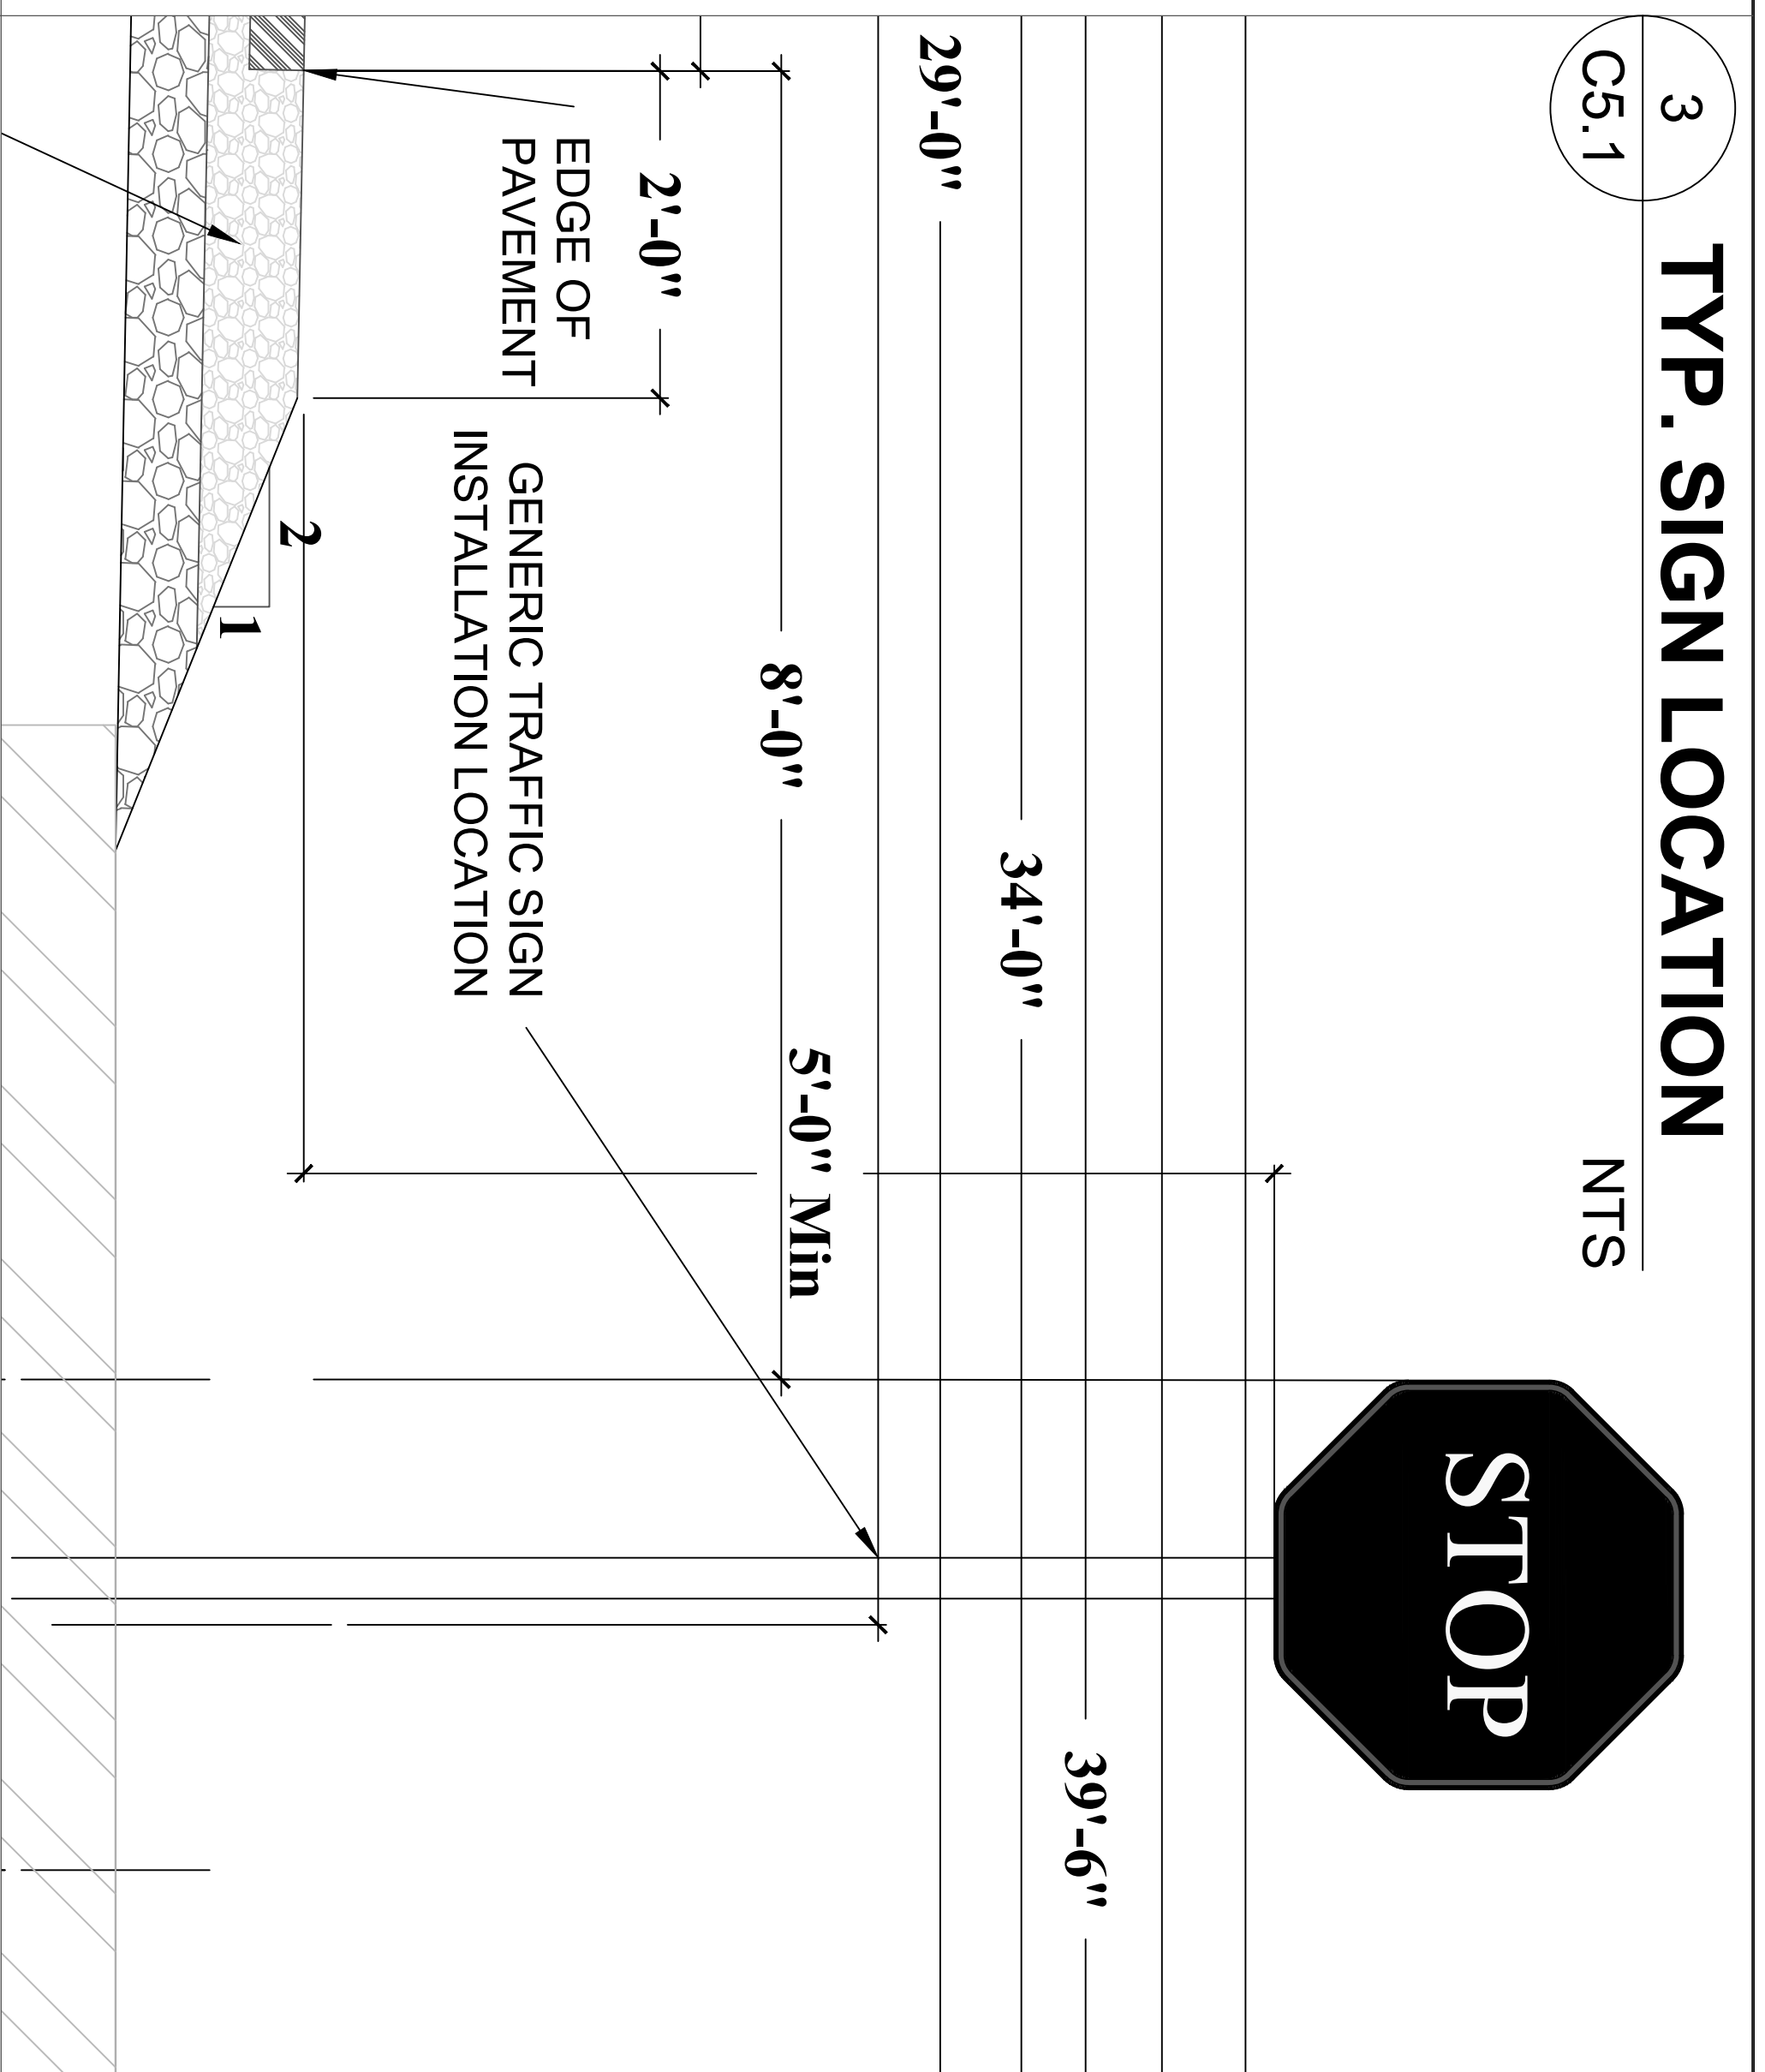 3
C5.1
TYP. SIGN LOCATION
NTS
29'-0"
34'-0"
39'-6"
8'-0"
5'-0" Min
2'-0"
EDGE OF
PAVEMENT
GENERIC TRAFFIC SIGN
INSTALLATION LOCATION
2
1
STOP